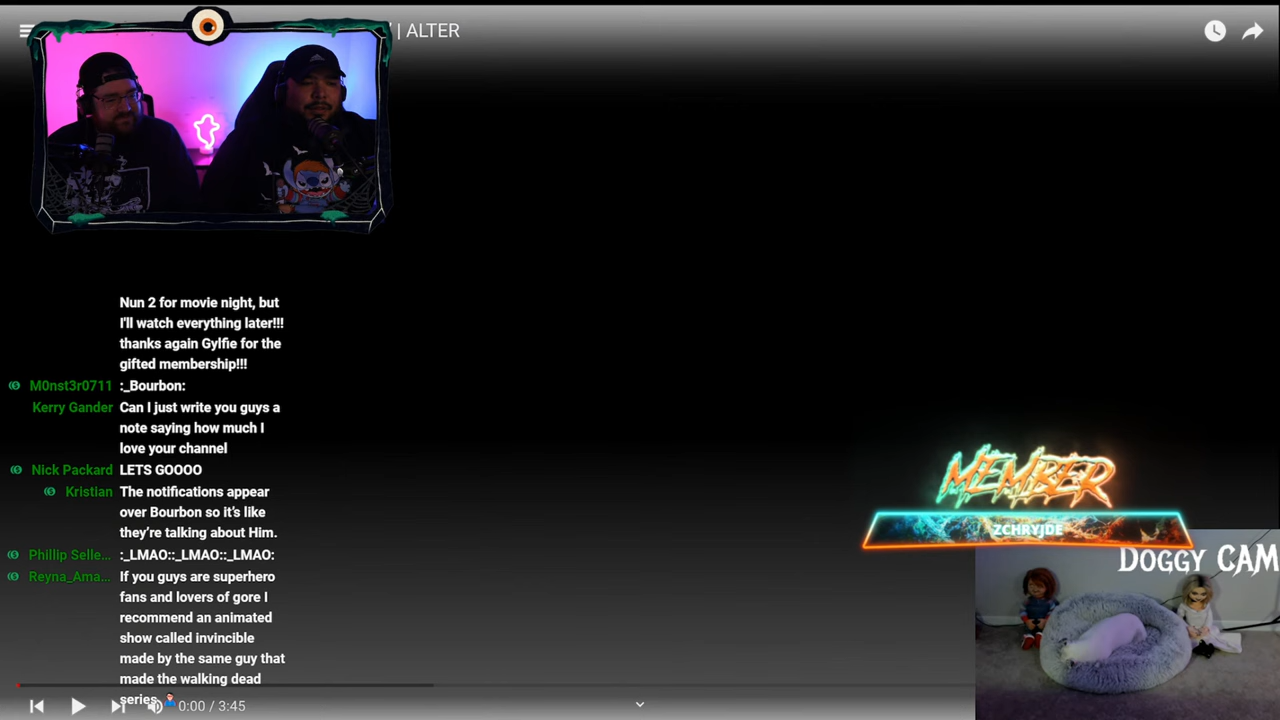 | ALTER
Nun 2 for movie night, but
I'll watch everything later!!!
thanks again Gylfie for the
gifted membership!!!
M0nst3r0711 :_Bourbon:
Kerry Gander Can I just write you guys a
note saying how much I
love your channel
Nick Packard LETS GOOOO
Kristian The notifications appear
over Bourbon so it's like
they're talking about Him.
Phillip Selle... :_LMAO::_LMAO::_LMAO:
Reyna_Ama... If you guys are superhero
fans and lovers of gore I
recommend an animated
show called invincible
made by the same guy that
made the walking dead
series
MEMBER
ZCHRYJDE
DOGGY CAM
0:00 / 3:45